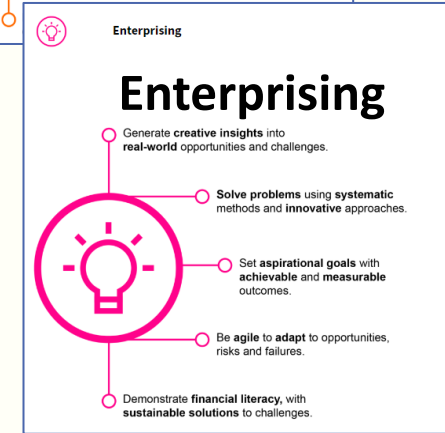 Enterprising
Enterprising
Generate creative insights into
real-world opportunities and challenges.
Solve problems using systematic
methods and innovative approaches.
Set aspirational goals with
achievable and measurable
outcomes.
Be agile to adapt to opportunities,
risks and failures.
Demonstrate financial literacy, with
sustainable solutions to challenges.